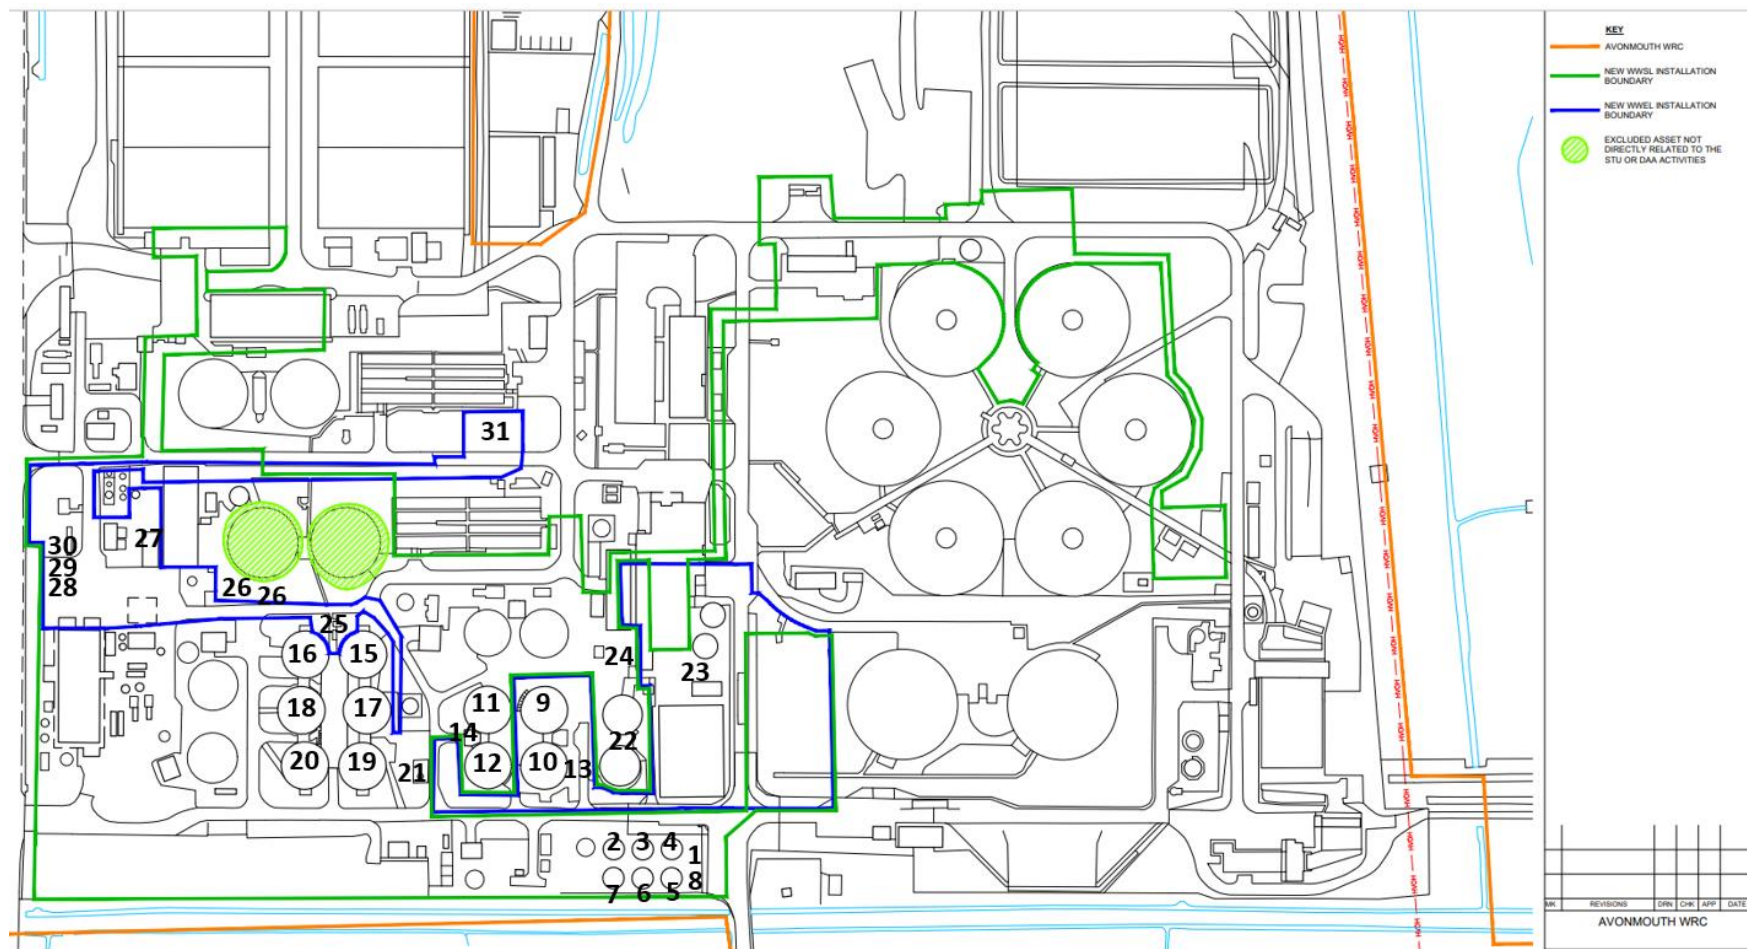 KEY
AVONMOUTH WRC
NEW WWSL INSTALLATION
BOUNDARY
NEW WWEL INSTALLATION
BOUNDARY
EXCLUDED ASSET NOT
DIRECTLY RELATED TO THE
STU OR DAA ACTIVITIES
31
30
29
28
27
26
26
25
16
15
24
23
18
17
11
9
14
22
20
19
21
12
10
13
2
3
4
1
7
6
5
8
MK REVISIONS DRN CHK APP DATE
AVONMOUTH WRC